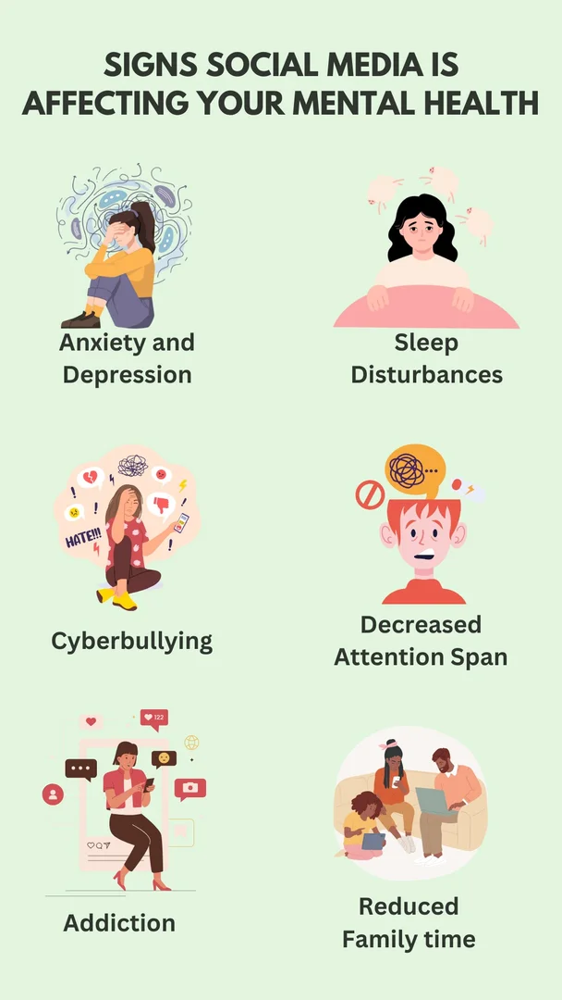 SIGNS SOCIAL MEDIA IS
AFFECTING YOUR MENTAL HEALTH
Anxiety and
Depression
Sleep
Disturbances
HATE!!!
Cyberbullying
Decreased
Attention Span
122
Addiction
Reduced
Family time